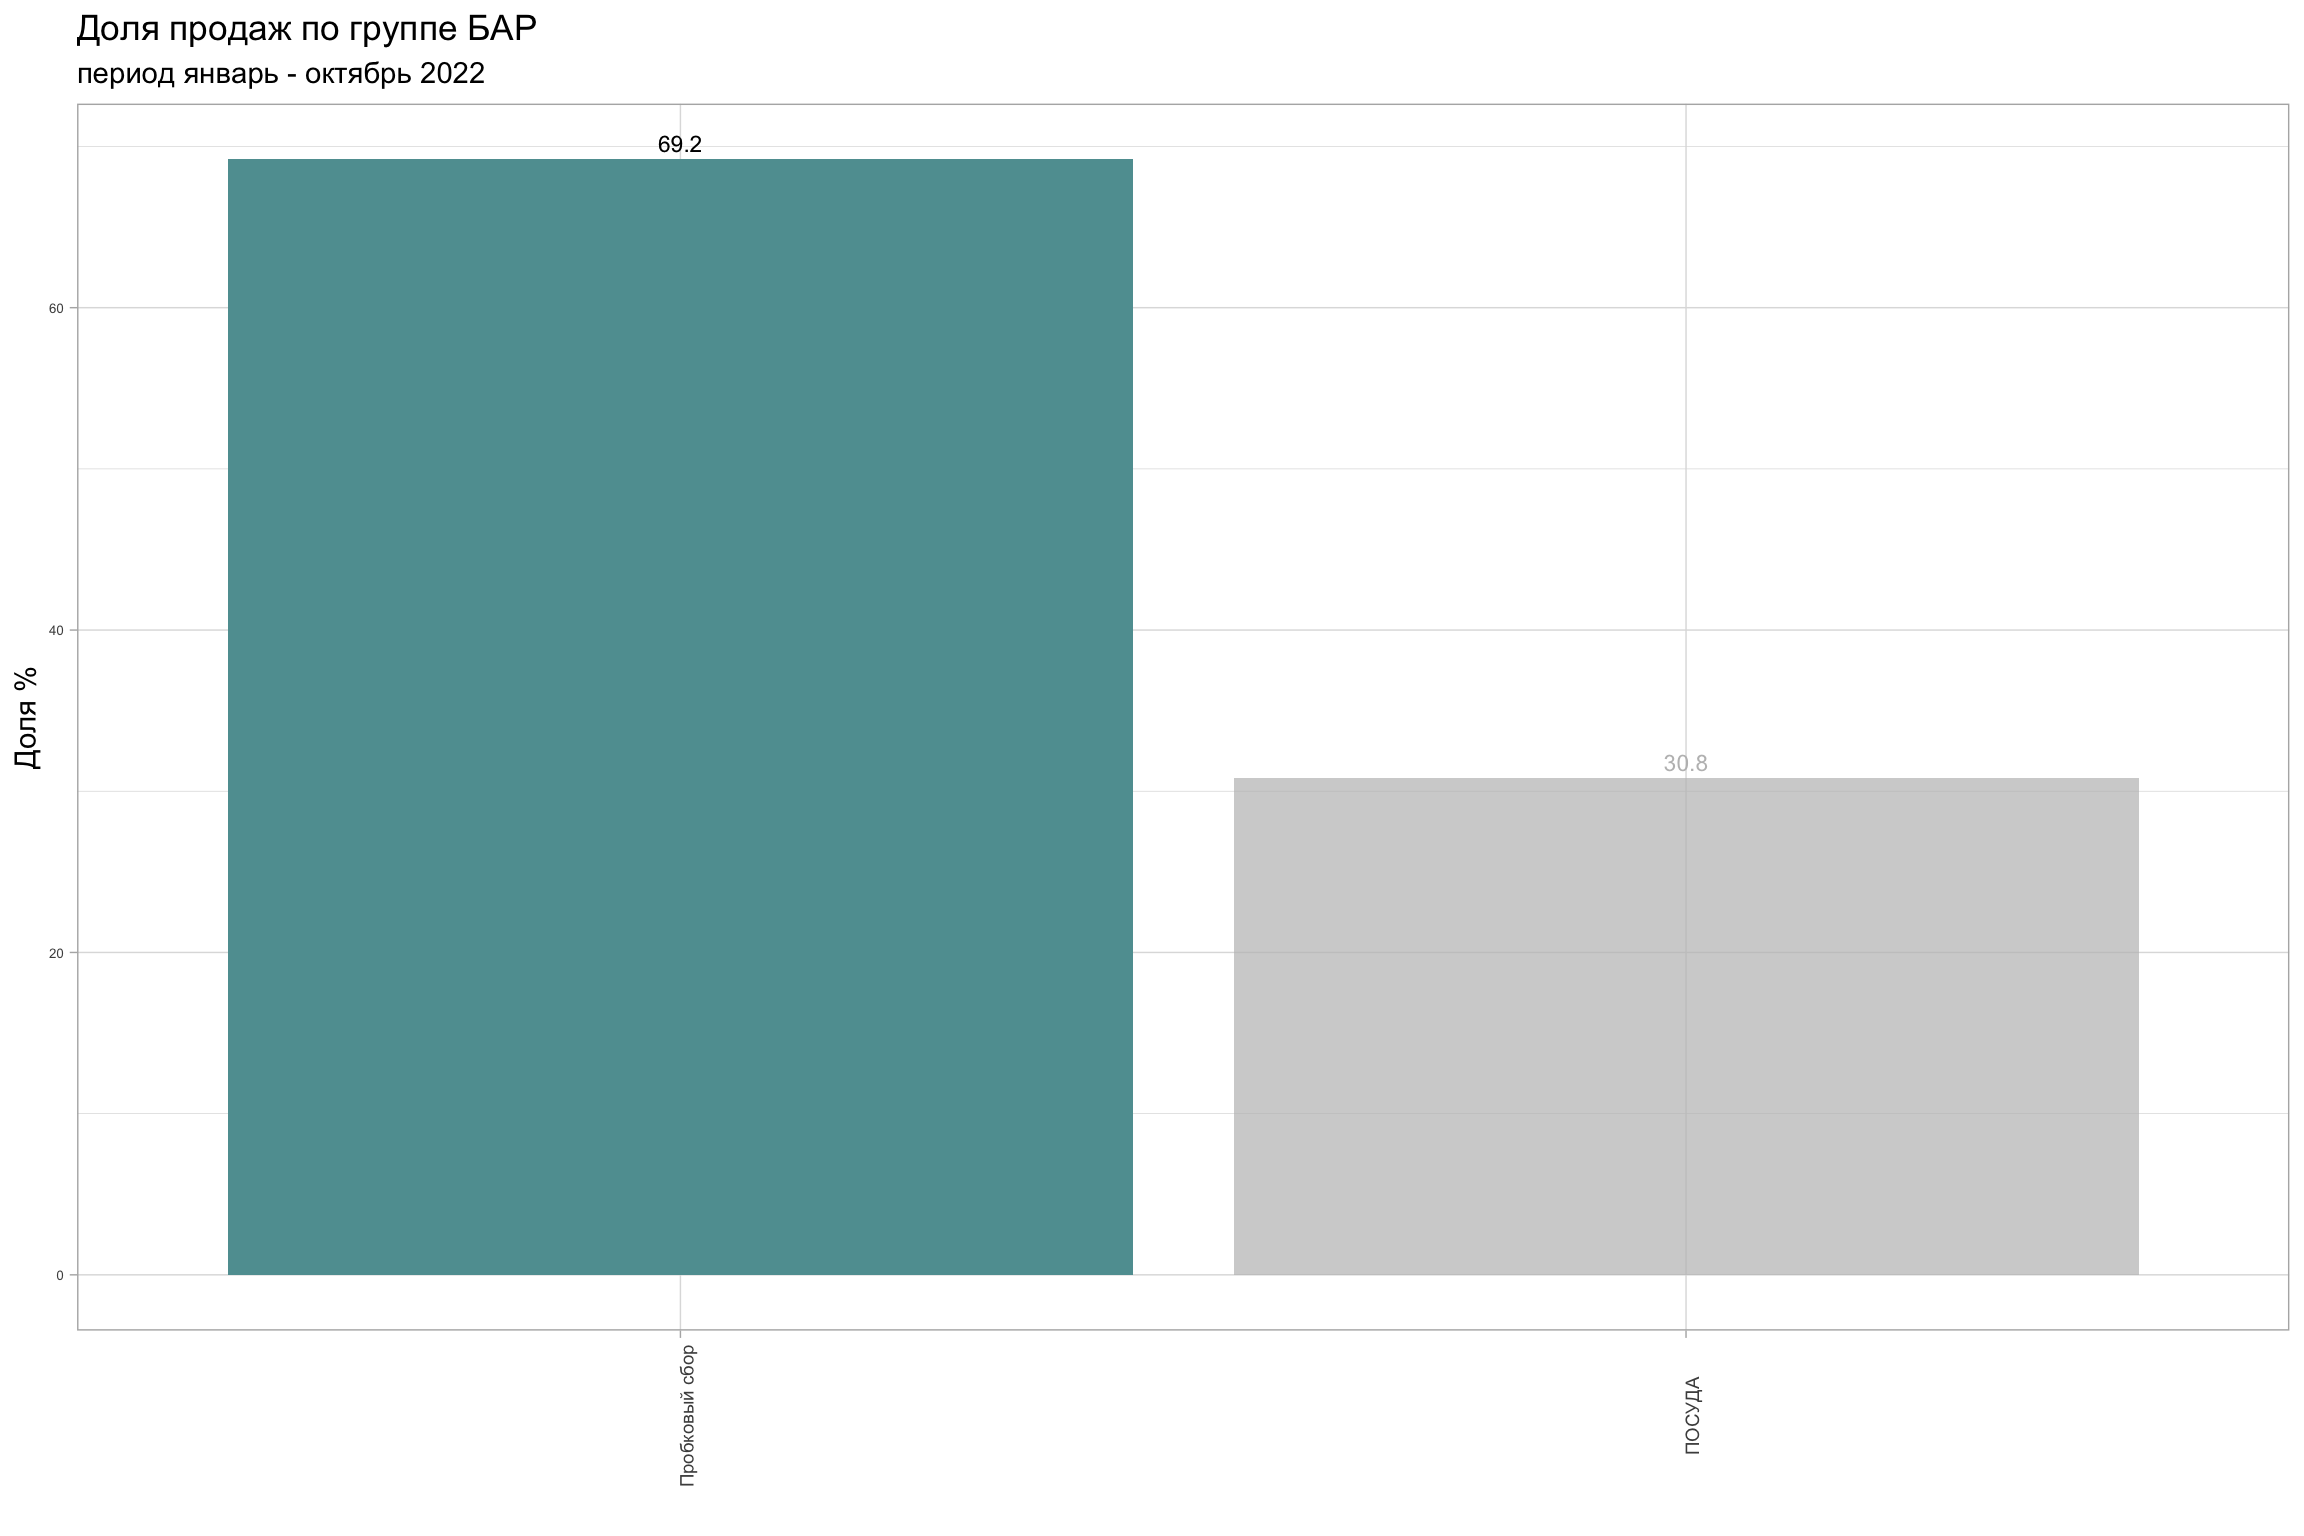 Доля продаж по группе БАР
период январь - октябрь 2022
69.2
30.8
60
40
20
0
Доля %
Пробковый сбор
ПОСУДА